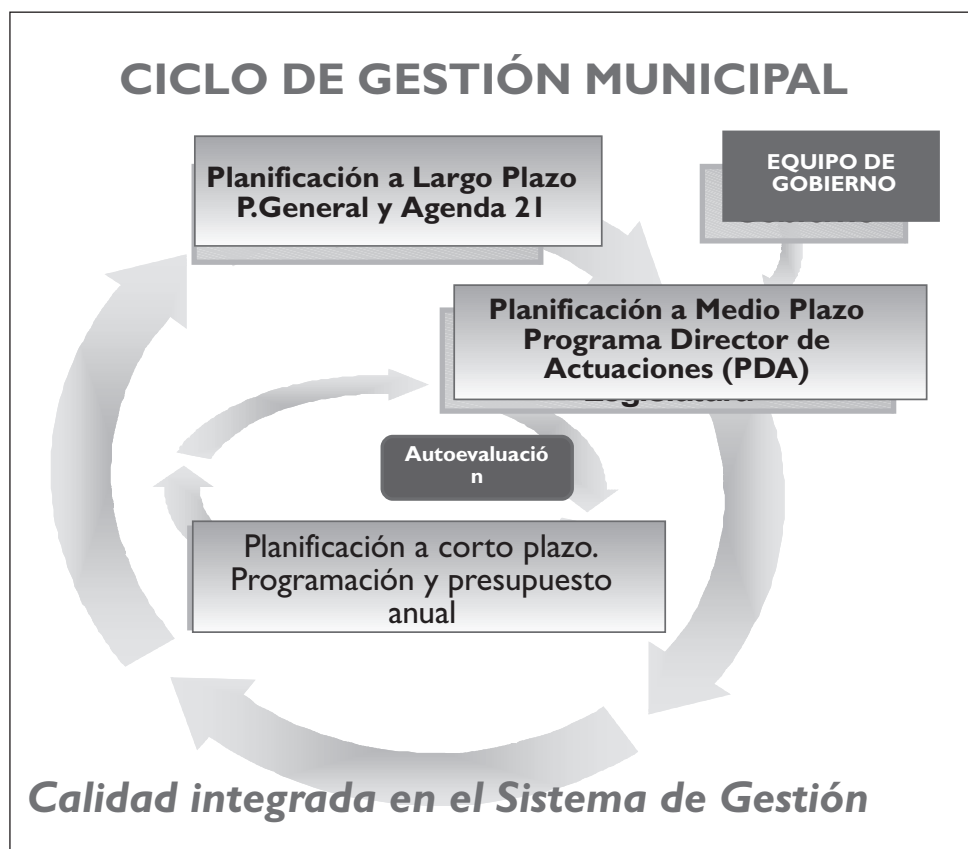 CICLO DE GESTIÓN MUNICIPAL
Planificación a Largo Plazo
P.General y Agenda 21
EQUIPO DE
GOBIERNO
Planificación a Medio Plazo
Programa Director de
Actuaciones (PDA)
Autoevaluació
n
Planificación a corto plazo.
Programación y presupuesto
anual
Calidad integrada en el Sistema de Gestión